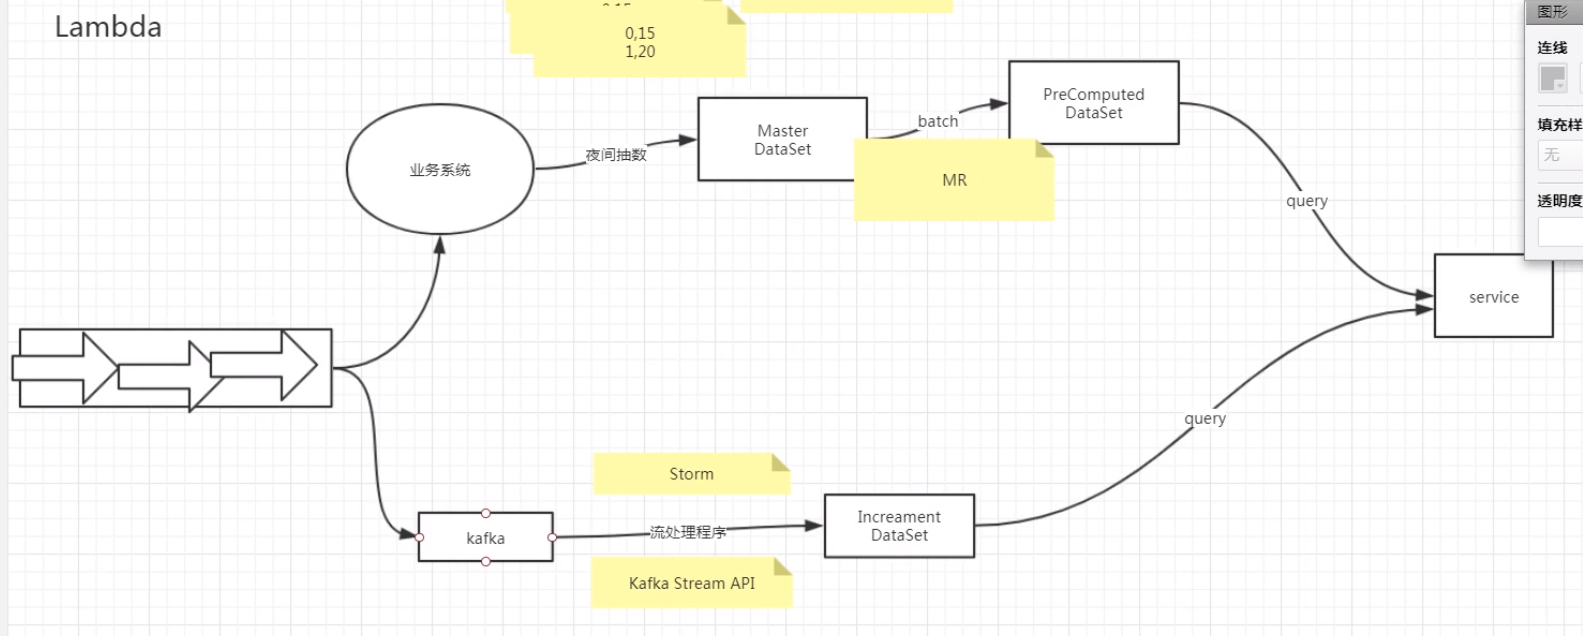 Lambda
0,15
1,20
图形
连线
填充样
无
透明度
业务系统
夜间抽数
Master
DataSet
batch
PreComputed
DataSet
MR
query
service
query
Storm
kafka
流处理程序
Increament
DataSet
Kafka Stream API